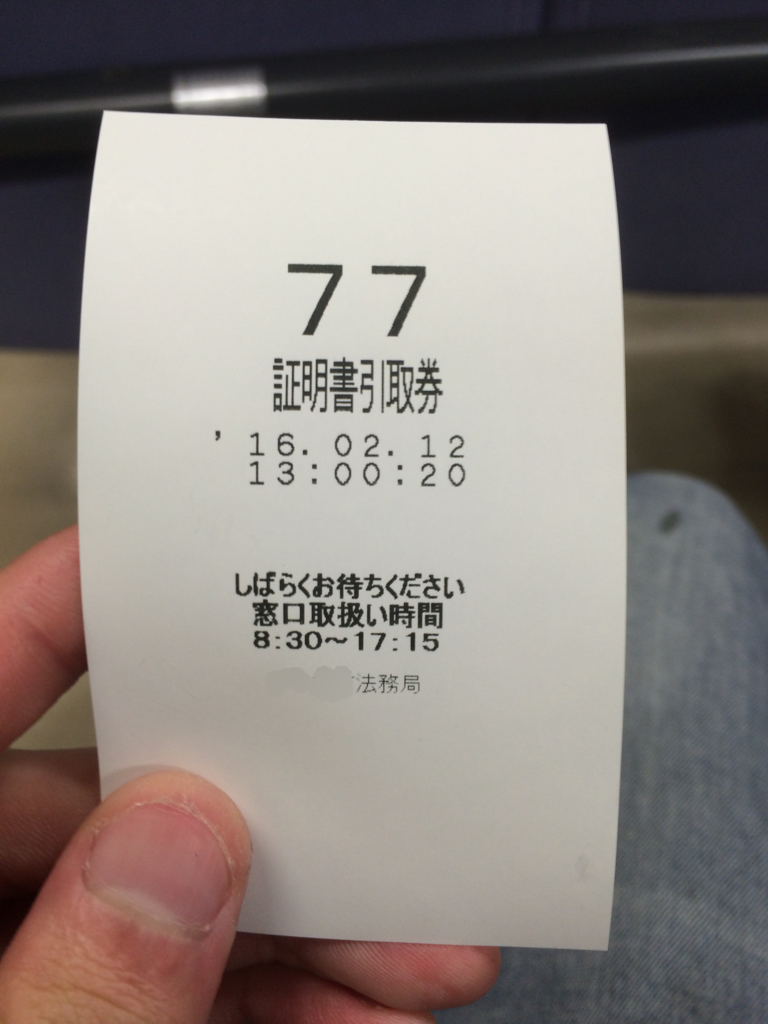 77
証明書引取券
'16.02.12
13:00:20
しばらくお待ちください
窓口取扱い時間
8:30~17:15
法務局